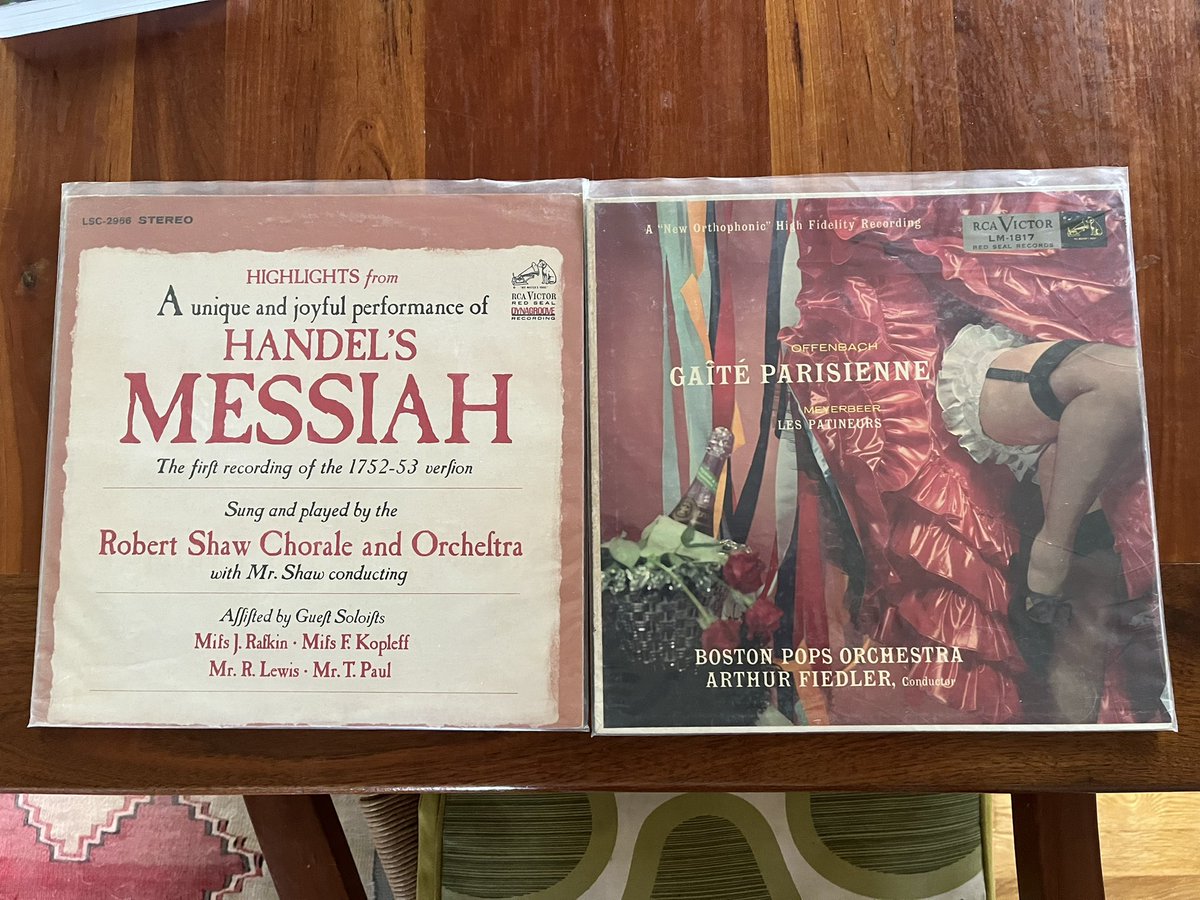 LSC-2966 STEREO
HIGHLIGHTS from
A unique and joyful performance of
HANDEL'S
MESSIAH
The firſt recording of the 1752-53 verſion
Sung and played by the
Robert Shaw Chorale and Orcheſtra
with Mr. Shaw conducting
Aſſiſted by Gueſt Soloiſts
Miſs J. Raſkin · Miſs F. Kopleff
Mr. R. Lewis · Mr. T. Paul
"HIS MASTER'S VOICE"
RCA VICTOR
RED SEAL
DYNAGROOVE
RECORDING
A "New Orthophonic" High Fidelity Recording
RCA VICTOR
LM-1817
RED SEAL RECORDS
OFFENBACH
GAÎTÉ PARISIENNE
MEYERBEER
LES PATINEURS
BOSTON POPS ORCHESTRA
ARTHUR FIEDLER, Conductor